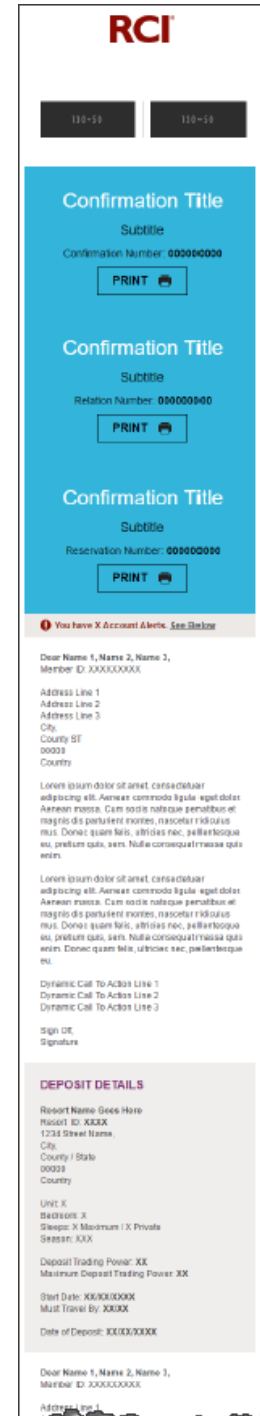 RCI
110×50 110×50
Confirmation Title
Subtitle
Confirmation Number: 000000000
PRINT
Confirmation Title
Subtitle
Relation Number: 000000000
PRINT
Confirmation Title
Subtitle
Reservation Number: 000000000
PRINT
You have X Account Alerts. See Below
Dear Name 1, Name 2, Name 3,
Member ID: XXXXXXXXX
Address Line 1
Address Line 2
Address Line 3
City,
County ST
00000
Country
Lorem ipsum dolor sit amet, consectetuer
adipiscing elit. Aenean commodo ligula eget dolor.
Aenean massa. Cum sociis natoque penatibus et
magnis dis parturient montes, nascetur ridiculus
mus. Donec quam felis, ultricies nec, pellentesque
eu, pretium quis, sem. Nulla consequat massa quis
enim.
Lorem ipsum dolor sit amet, consectetuer
adipiscing elit. Aenean commodo ligula eget dolor.
Aenean massa. Cum sociis natoque penatibus et
magnis dis parturient montes, nascetur ridiculus
mus. Donec quam felis, ultricies nec, pellentesque
eu, pretium quis, sem. Nulla consequat massa quis
enim. Donec quam felis, ultricies nec, pellentesque
eu.
Dynamic Call To Action Line 1
Dynamic Call To Action Line 2
Dynamic Call To Action Line 3
Sign Off,
Signature
DEPOSIT DETAILS
Resort Name Goes Here
Resort ID: XXXX
1234 Street Name,
City,
County / State
00000
Country
Unit: X
Bedroom: X
Sleeps: X Maximum / X Private
Season: XXX
Deposit Trading Power: XX
Maximum Deposit Trading Power: XX
Start Date: XX/XX/XXXX
Must Travel By: XX/XX
Date of Deposit: XX/XX/XXXX
Dear Name 1, Name 2, Name 3,
Member ID: XXXXXXXXX
Address Line 1